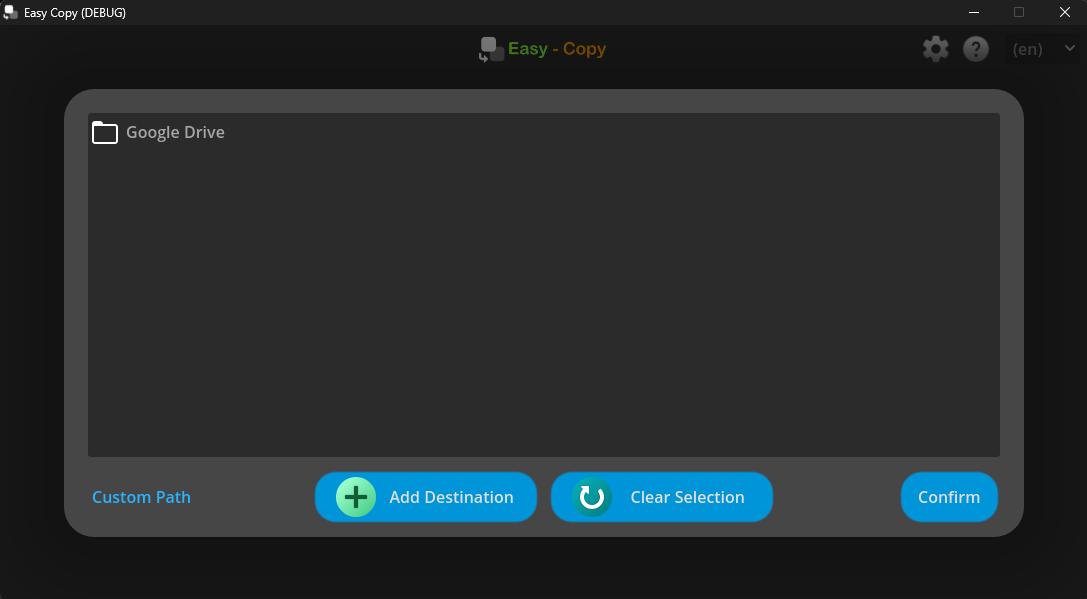 Easy Copy (DEBUG)
Easy - Copy
?
(en)
Google Drive
Custom Path
Add Destination
Clear Selection
Confirm